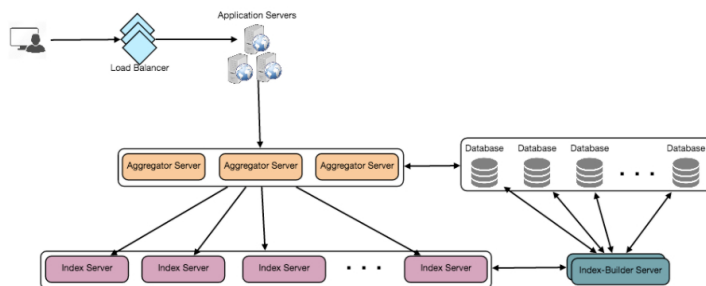 Application Servers
Load Balancer
Aggregator Server
Aggregator Server
Aggregator Server
Database
Database
Database
Database
Index Server
Index Server
Index Server
Index Server
Index-Builder Server